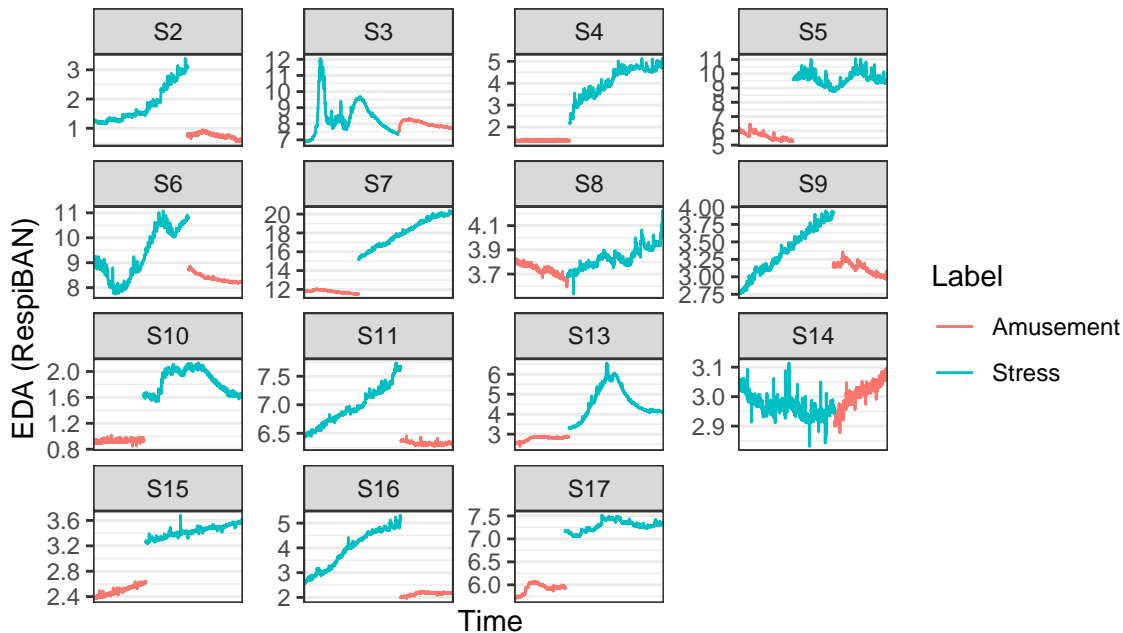 S2 S3 S4 S5
3 2 1
12 11 10 9 8 7
5 4 3 2
11 10 9 8 7 6 5
S6 S7 S8 S9
11 10 9 8
20 18 16 14 12
4.1 3.9 3.7
4.00 3.75 3.50 3.25 3.00 2.75
S10 S11 S13 S14
2.0 1.6 1.2 0.8
7.5 7.0 6.5
6 5 4 3
3.1 3.0 2.9
S15 S16 S17
3.6 3.2 2.8 2.4
5 4 3 2
7.5 7.0 6.5 6.0
EDA (RespiBAN)
Time
Label
Amusement
Stress